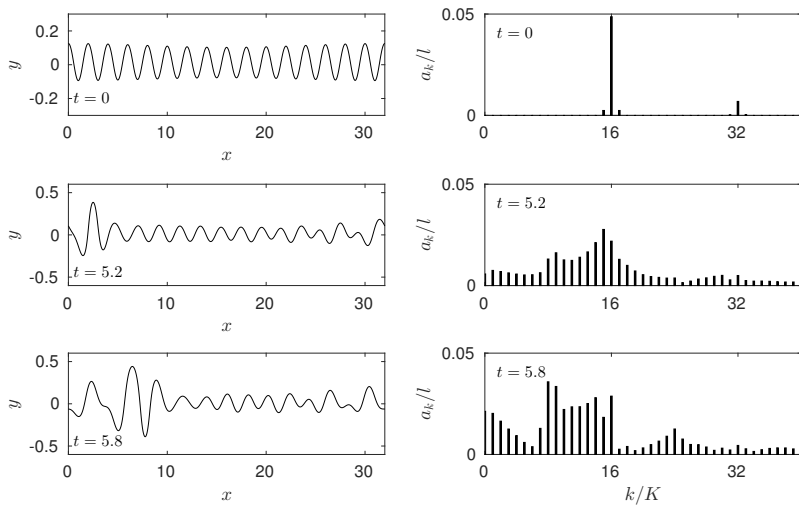 0.2
0
-0.2
y
t = 0
0 10 20 30
x
0.05
0
a_k/l
t = 0
0 16 32
0.5
0
-0.5
y
t = 5.2
0 10 20 30
x
0.05
0
a_k/l
t = 5.2
0 16 32
0.5
0
-0.5
y
t = 5.8
0 10 20 30
x
0.05
0
a_k/l
t = 5.8
0 16 32
k/K